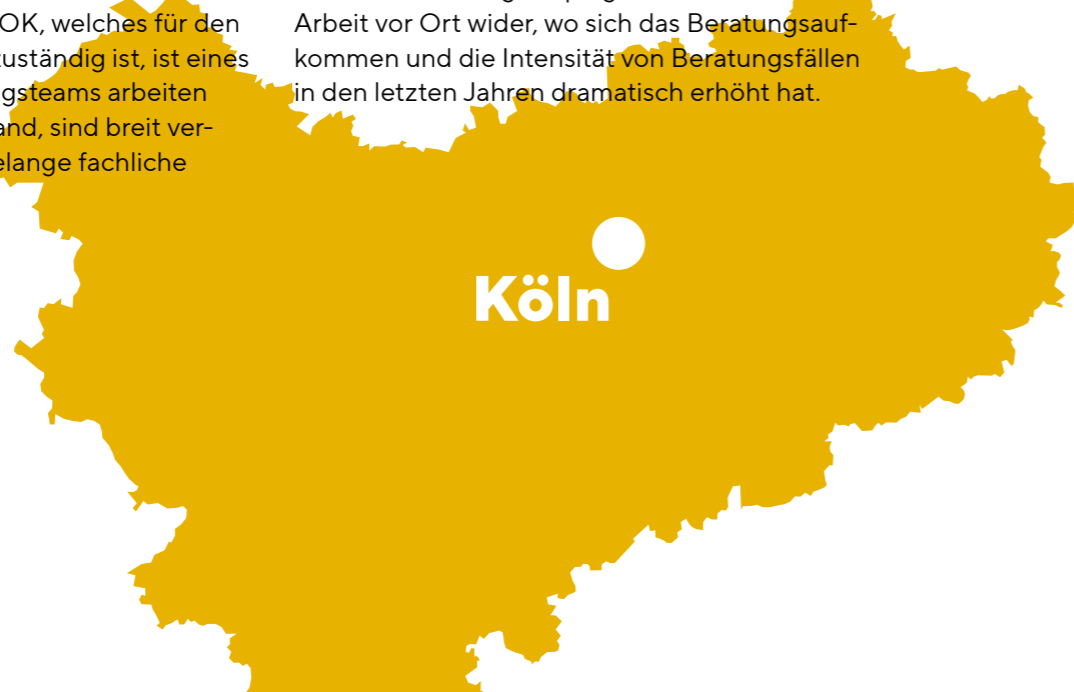 OK, welches für den
zuständig ist, ist eines
gsteams arbeiten
and, sind breit ver-
elange fachliche
Arbeit vor Ort wider, wo sich das Beratungsauf-
kommen und die Intensität von Beratungsfällen
in den letzten Jahren dramatisch erhöht hat.
Köln